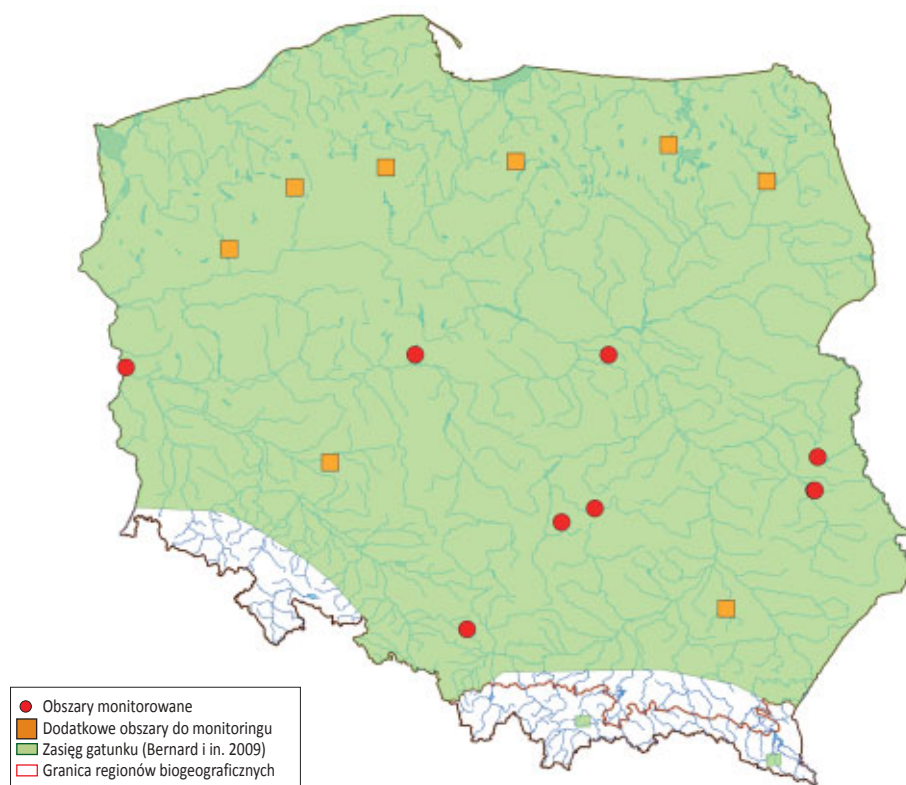 Obszary monitorowane
Dodatkowe obszary do monitoringu
Zasięg gatunku (Bernard i in. 2009)
Granica regionów biogeograficznych